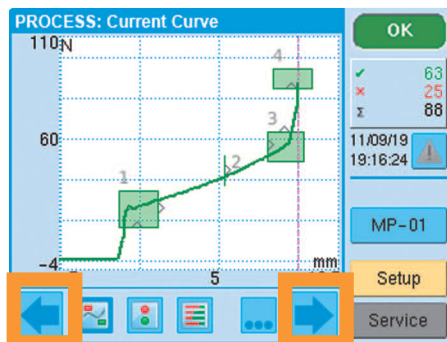 PROCESS: Current Curve
OK
110
N
4
63
25
Σ 88
3
60
2
11/09/19
19:16:24
1
MP-01
-4
mm
5
Setup
Service